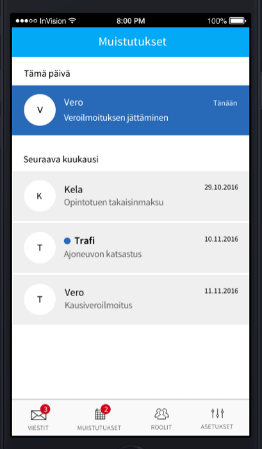 InVision 8:00 PM 100%
Muistutukset
Tämä päivä
V Vero Tänään
Veroilmoituksen jättäminen
Seuraava kuukausi
K Kela 29.10.2016
Opintotuen takaisinmaksu
T Trafi 10.11.2016
Ajoneuvon katsastus
T Vero 11.11.2016
Kausiveroilmoitus
3 2
VIESTIT MUISTUTUKSET ROOLIT ASETUKSET